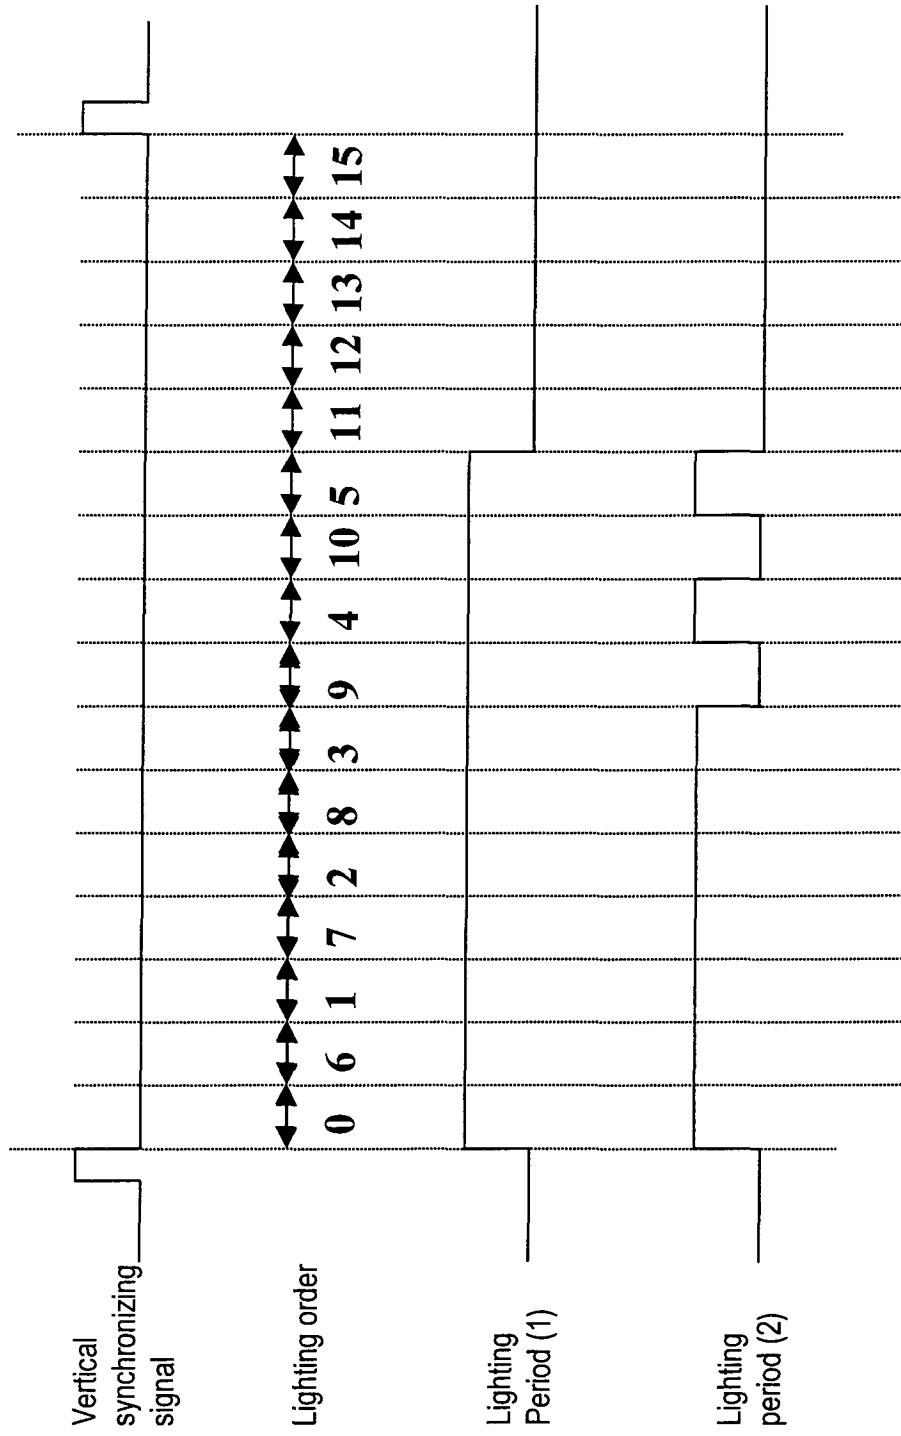 Vertical
synchronizing
signal
Lighting order
0 6 1 7 2 8 3 9 4 10 5 11 12 13 14 15
Lighting
Period (1)
Lighting
period (2)